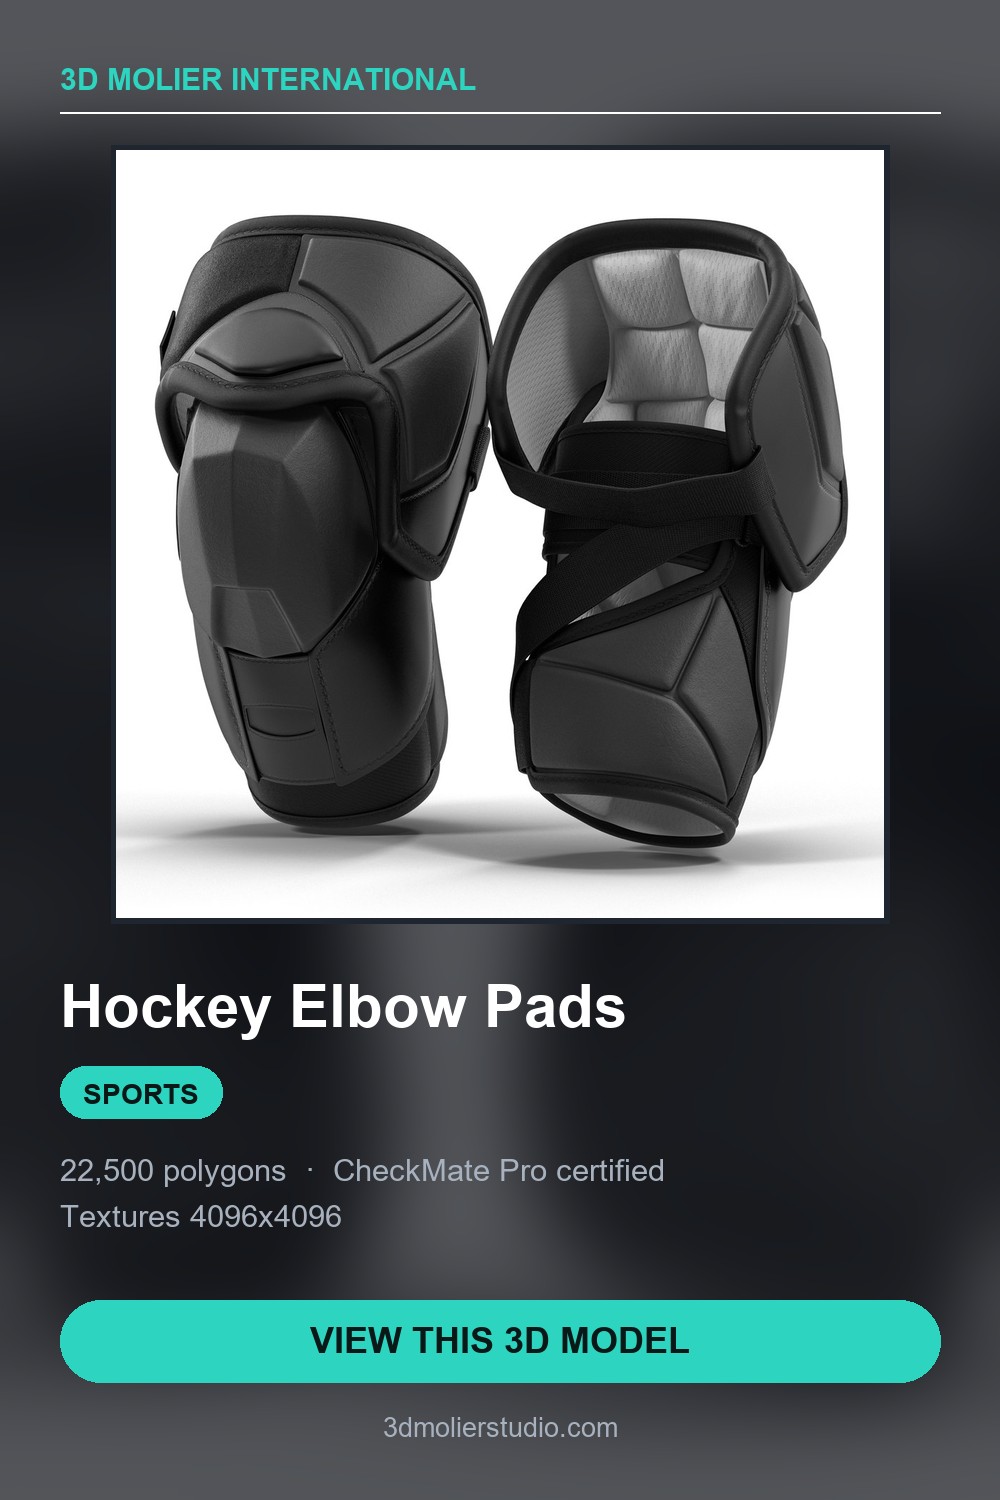 3D MOLIER INTERNATIONAL
Hockey Elbow Pads
SPORTS
22,500 polygons · CheckMate Pro certified
Textures 4096x4096
VIEW THIS 3D MODEL
3dmolierstudio.com